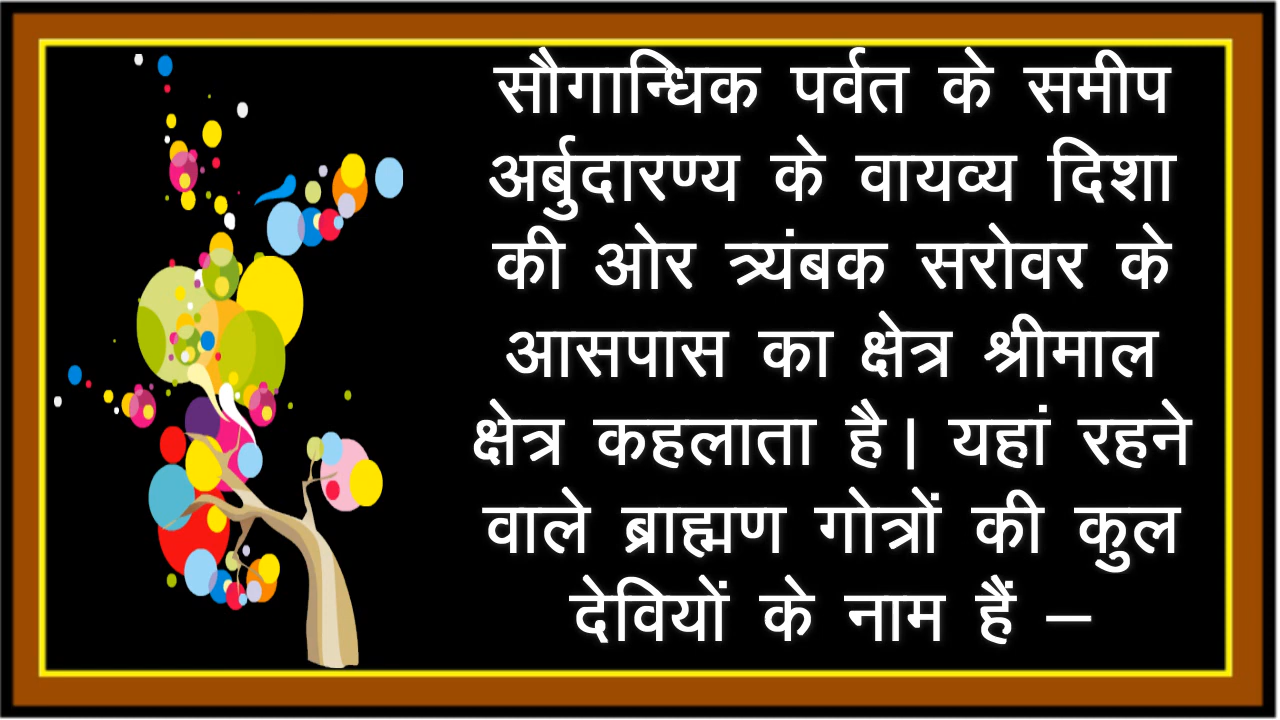 सौगान्धिक पर्वत के समीप
अर्बुदारण्य के वायव्य दिशा
की ओर त्र्यंबक सरोवर के
आसपास का क्षेत्र श्रीमाल
क्षेत्र कहलाता है। यहां रहने
वाले ब्राह्मण गोत्रों की कुल
देवियों के नाम हैं –